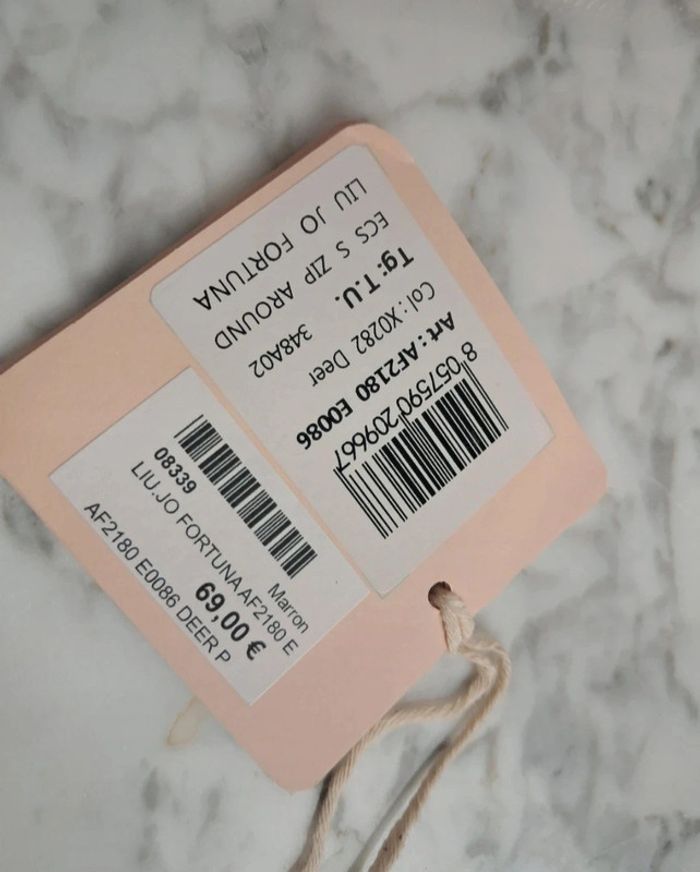 LIU JO FORTUNA
ECS S ZIP AROUND
Tg: T.U. 348A02
Col: X0282 Deer
Art: AF2180 E0086
8 057590 209667
08339
Marron
LIU.JO FORTUNA AF2180 E
69,00 €
AF2180 E0086 DEER P